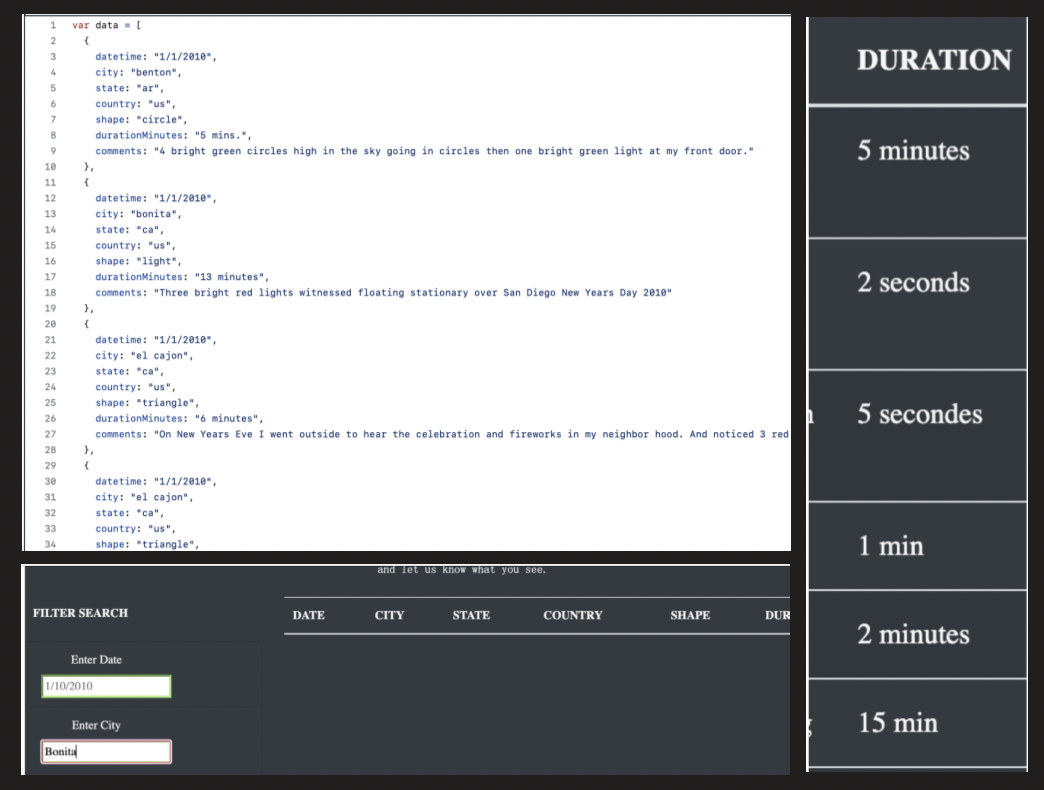 1 var data = [
2 {
3 datetime: "1/1/2010",
4 city: "benton",
5 state: "ar",
6 country: "us",
7 shape: "circle",
8 durationMinutes: "5 mins.",
9 comments: "4 bright green circles high in the sky going in circles then one bright green light at my front door."
10 },
11 {
12 datetime: "1/1/2010",
13 city: "bonita",
14 state: "ca",
15 country: "us",
16 shape: "light",
17 durationMinutes: "13 minutes",
18 comments: "Three bright red lights witnessed floating stationary over San Diego New Years Day 2010"
19 },
20 {
21 datetime: "1/1/2010",
22 city: "el cajon",
23 state: "ca",
24 country: "us",
25 shape: "triangle",
26 durationMinutes: "6 minutes",
27 comments: "On New Years Eve I went outside to hear the celebration and fireworks in my neighbor hood. And noticed 3 red
28 },
29 {
30 datetime: "1/1/2010",
31 city: "el cajon",
32 state: "ca",
33 country: "us",
34 shape: "triangle",
and let us know what you see.
FILTER SEARCH
DATE CITY STATE COUNTRY SHAPE DUR
Enter Date
1/10/2010
Enter City
Bonita
DURATION
5 minutes
2 seconds
5 secondes
1 min
2 minutes
15 min